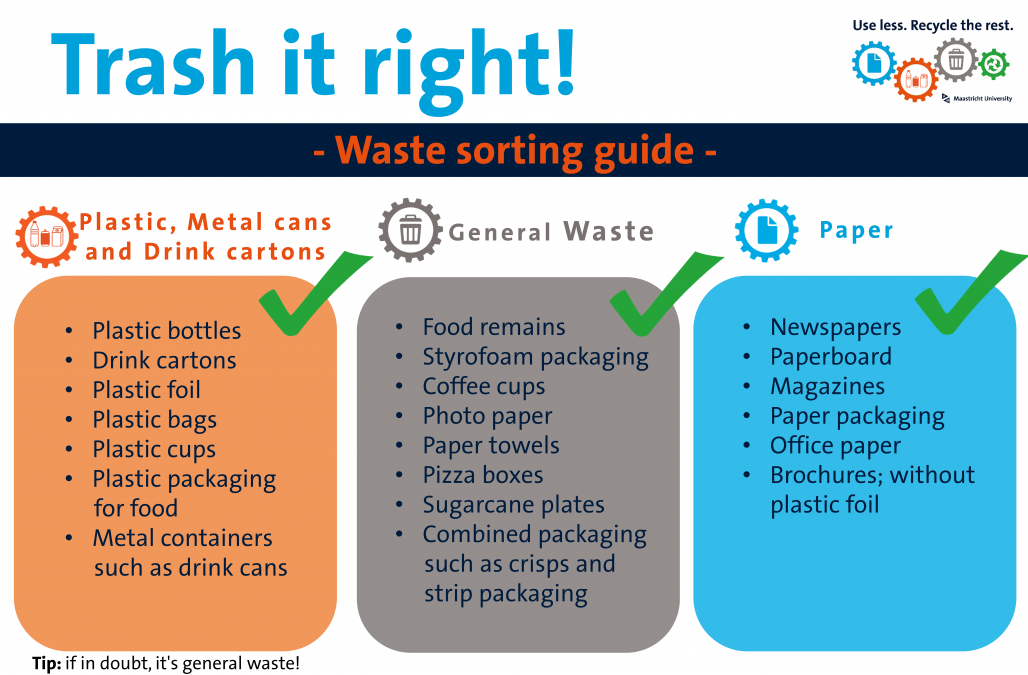 Trash it right!
Use less. Recycle the rest.
Maastricht University
- Waste sorting guide -
Plastic, Metal cans
and Drink cartons
• Plastic bottles
• Drink cartons
• Plastic foil
• Plastic bags
• Plastic cups
• Plastic packaging
for food
• Metal containers
such as drink cans
General Waste
• Food remains
• Styrofoam packaging
• Coffee cups
• Photo paper
• Paper towels
• Pizza boxes
• Sugarcane plates
• Combined packaging
such as crisps and
strip packaging
Paper
• Newspapers
• Paperboard
• Magazines
• Paper packaging
• Office paper
• Brochures; without
plastic foil
Tip: if in doubt, it's general waste!